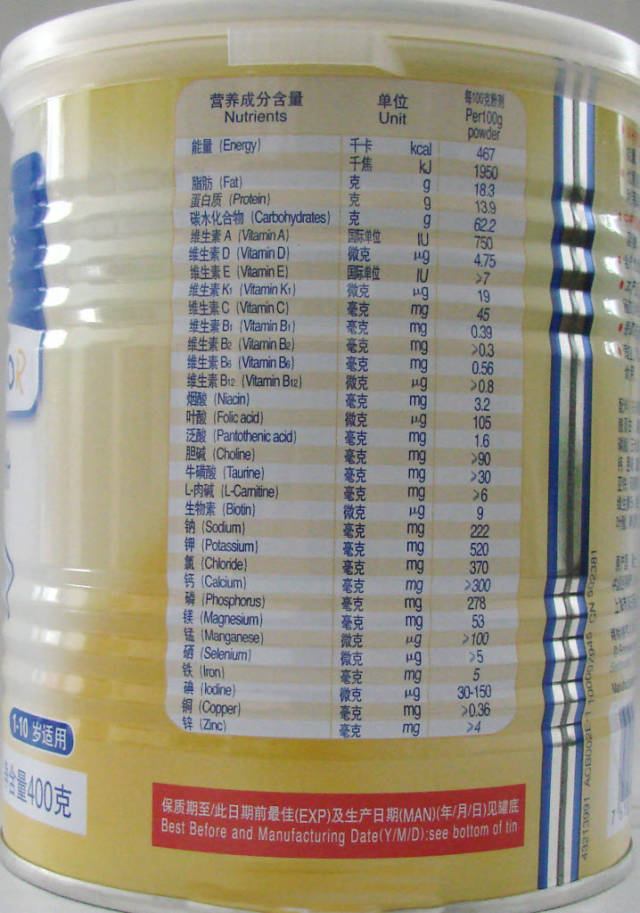 营养成分含量 单位 每100克粉剂
Nutrients Unit Per100g
powder
能量 (Energy) 千卡 kcal 467
千焦 kJ 1950
脂肪 (Fat) 克 g 18.3
蛋白质 (Protein) 克 g 13.9
碳水化合物 (Carbohydrates) 克 g 62.2
维生素 A (Vitamin A) 国际单位 IU 750
维生素 D (Vitamin D) 微克 μg 4.75
维生素 E (Vitamin E) 国际单位 IU ≥7
维生素 K1 (Vitamin K1) 微克 μg 19
维生素 C (Vitamin C) 毫克 mg 45
维生素 B1 (Vitamin B1) 毫克 mg 0.39
维生素 B2 (Vitamin B2) 毫克 mg ≥0.3
维生素 B6 (Vitamin B6) 毫克 mg 0.56
维生素 B12 (Vitamin B12) 微克 μg ≥0.8
烟酸 (Niacin) 毫克 mg 3.2
叶酸 (Folic acid) 微克 μg 105
泛酸 (Pantothenic acid) 毫克 mg 1.6
胆碱 (Choline) 毫克 mg ≥90
牛磺酸 (Taurine) 毫克 mg ≥30
L-肉碱 (L-Carnitine) 毫克 mg ≥6
生物素 (Biotin) 微克 μg 9
钠 (Sodium) 毫克 mg 222
钾 (Potassium) 毫克 mg 520
氯 (Chloride) 毫克 mg 370
钙 (Calcium) 毫克 mg ≥300
磷 (Phosphorus) 毫克 mg 278
镁 (Magnesium) 毫克 mg 53
锰 (Manganese) 微克 μg ≥100
硒 (Selenium) 微克 μg ≥5
铁 (Iron) 毫克 mg 5
碘 (Iodine) 微克 μg 30-150
铜 (Copper) 毫克 mg ≥0.36
锌 (Zinc) 毫克 mg ≥4
1-10 岁适用
净含量400克
保质期至/此日期前最佳(EXP)及生产日期(MAN)(年/月/日)见罐底
Best Before and Manufacturing Date(Y/M/D):see bottom of tin